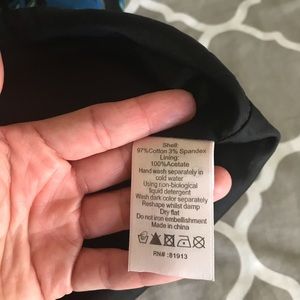 Shell:
97%Cotton 3% Spandex
Lining:
100%Acetate
Hand wash separately in
cold water
Using non-biological
liquid detergent
Wash dark color separately
Reshape whilst damp
Dry flat
Do not iron embellishment
Made in china
RN# :81913